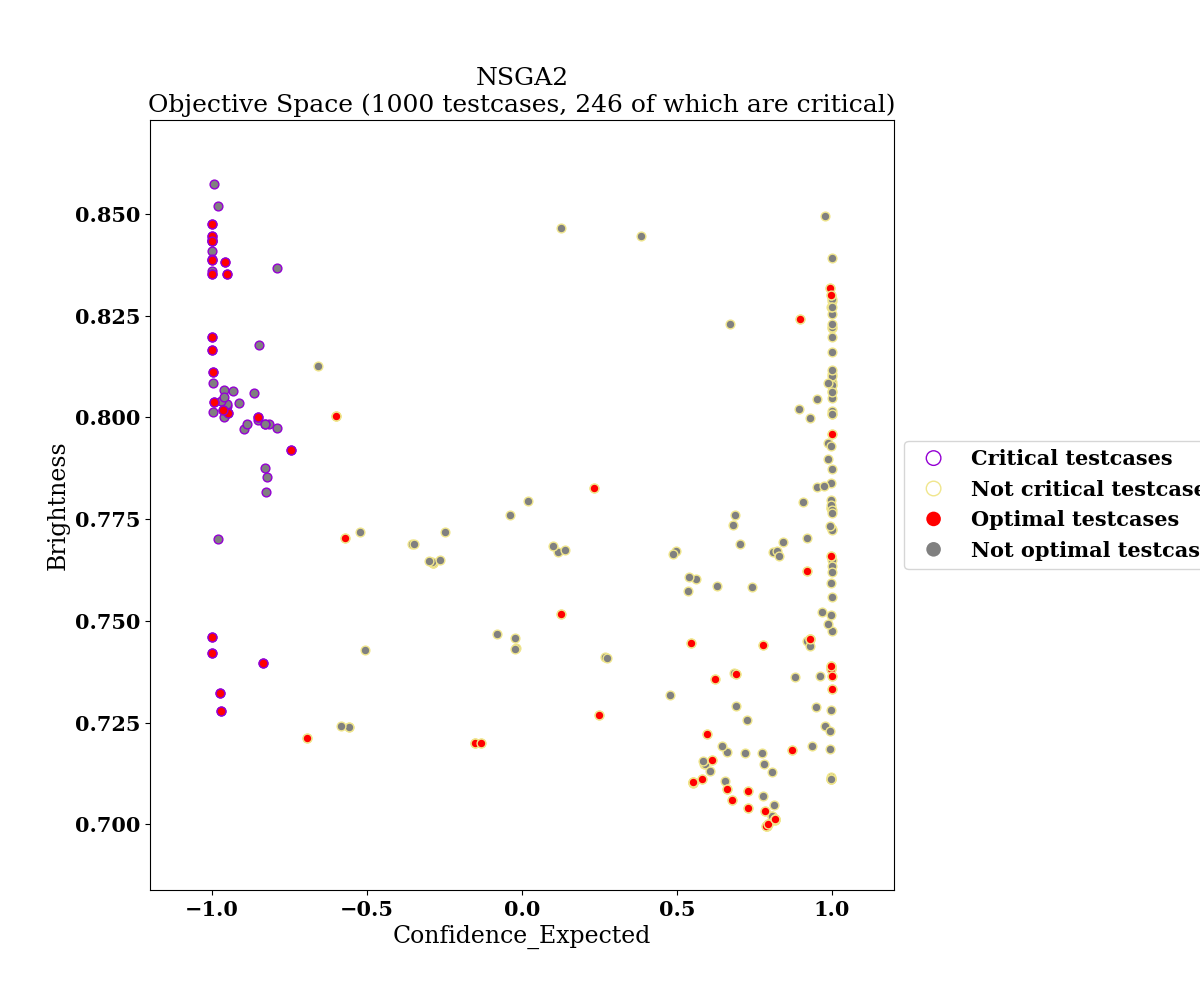 NSGA2
Objective Space (1000 testcases, 246 of which are critical)
0.850
0.825
0.800
0.775
0.750
0.725
0.700
Brightness
−1.0
−0.5
0.0
0.5
1.0
Confidence_Expected
Critical testcases
Not critical testcase
Optimal testcases
Not optimal testcas